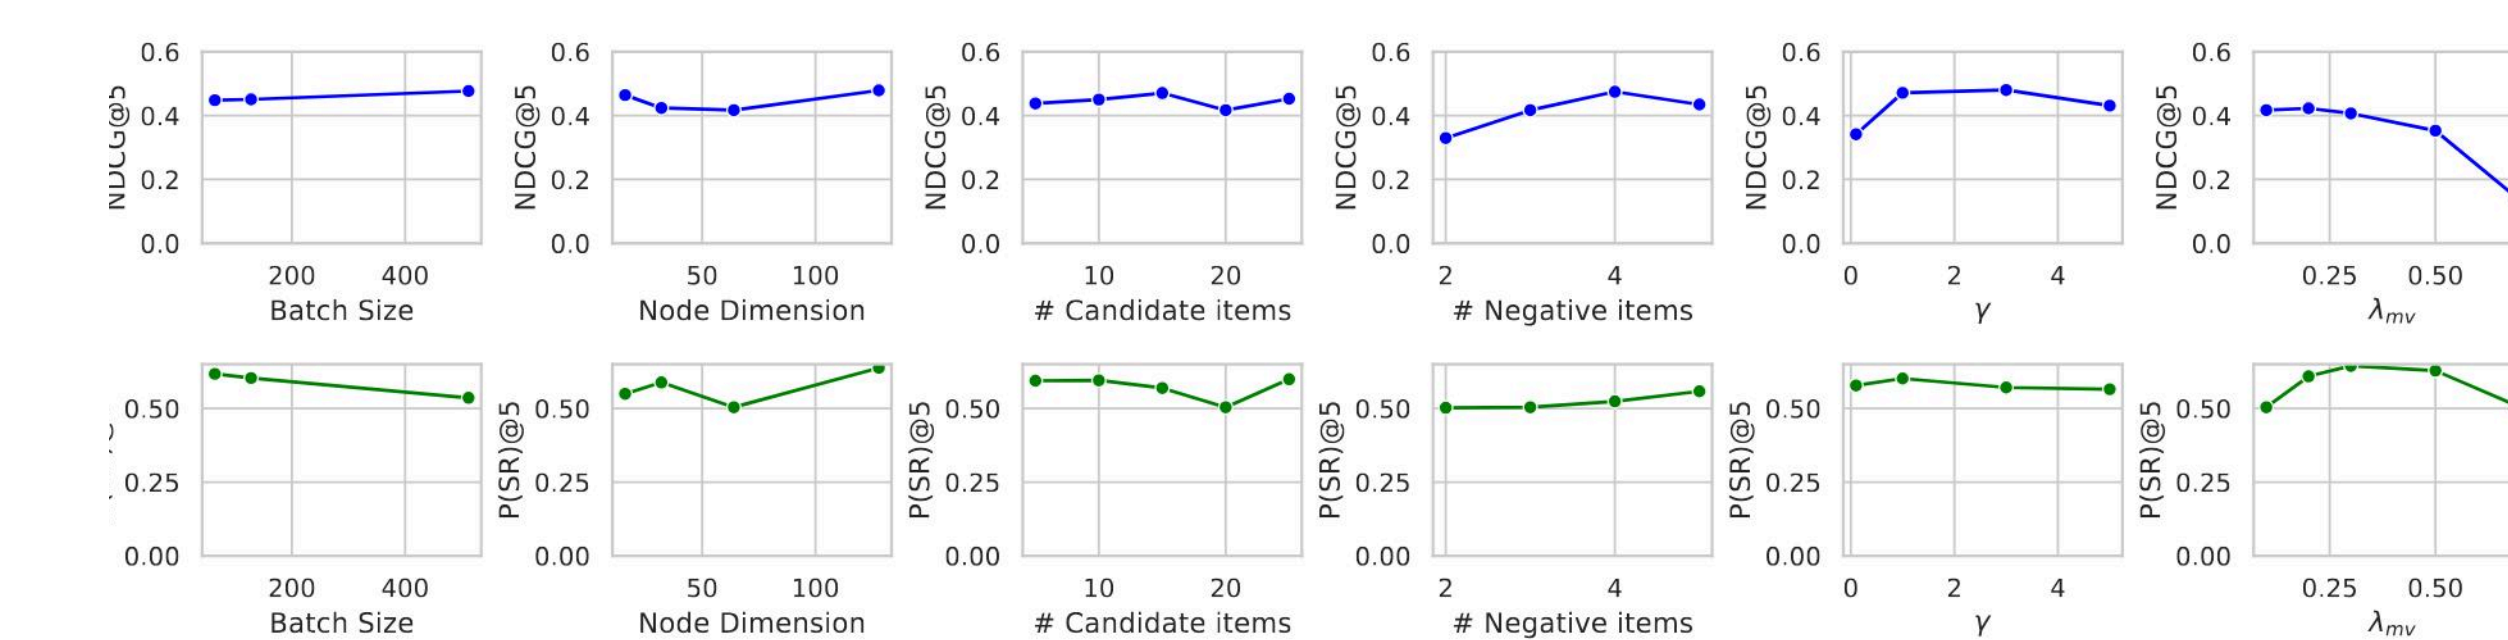 0.6 0.6 0.6 0.6 0.6 0.6
NDCG@5 NDCG@5 NDCG@5 NDCG@5 NDCG@5 NDCG@5
0.4 0.4 0.4 0.4 0.4 0.4
0.2 0.2 0.2 0.2 0.2 0.2
0.0 0.0 0.0 0.0 0.0 0.0
200 400 50 100 10 20 2 4 0 2 4 0.25 0.50
Batch Size Node Dimension # Candidate items # Negative items γ λmv
P(SR)@5 P(SR)@5 P(SR)@5 P(SR)@5 P(SR)@5
0.50 0.50 0.50 0.50 0.50 0.50
0.25 0.25 0.25 0.25 0.25 0.25
0.00 0.00 0.00 0.00 0.00 0.00
200 400 50 100 10 20 2 4 0 2 4 0.25 0.50
Batch Size Node Dimension # Candidate items # Negative items γ λmv